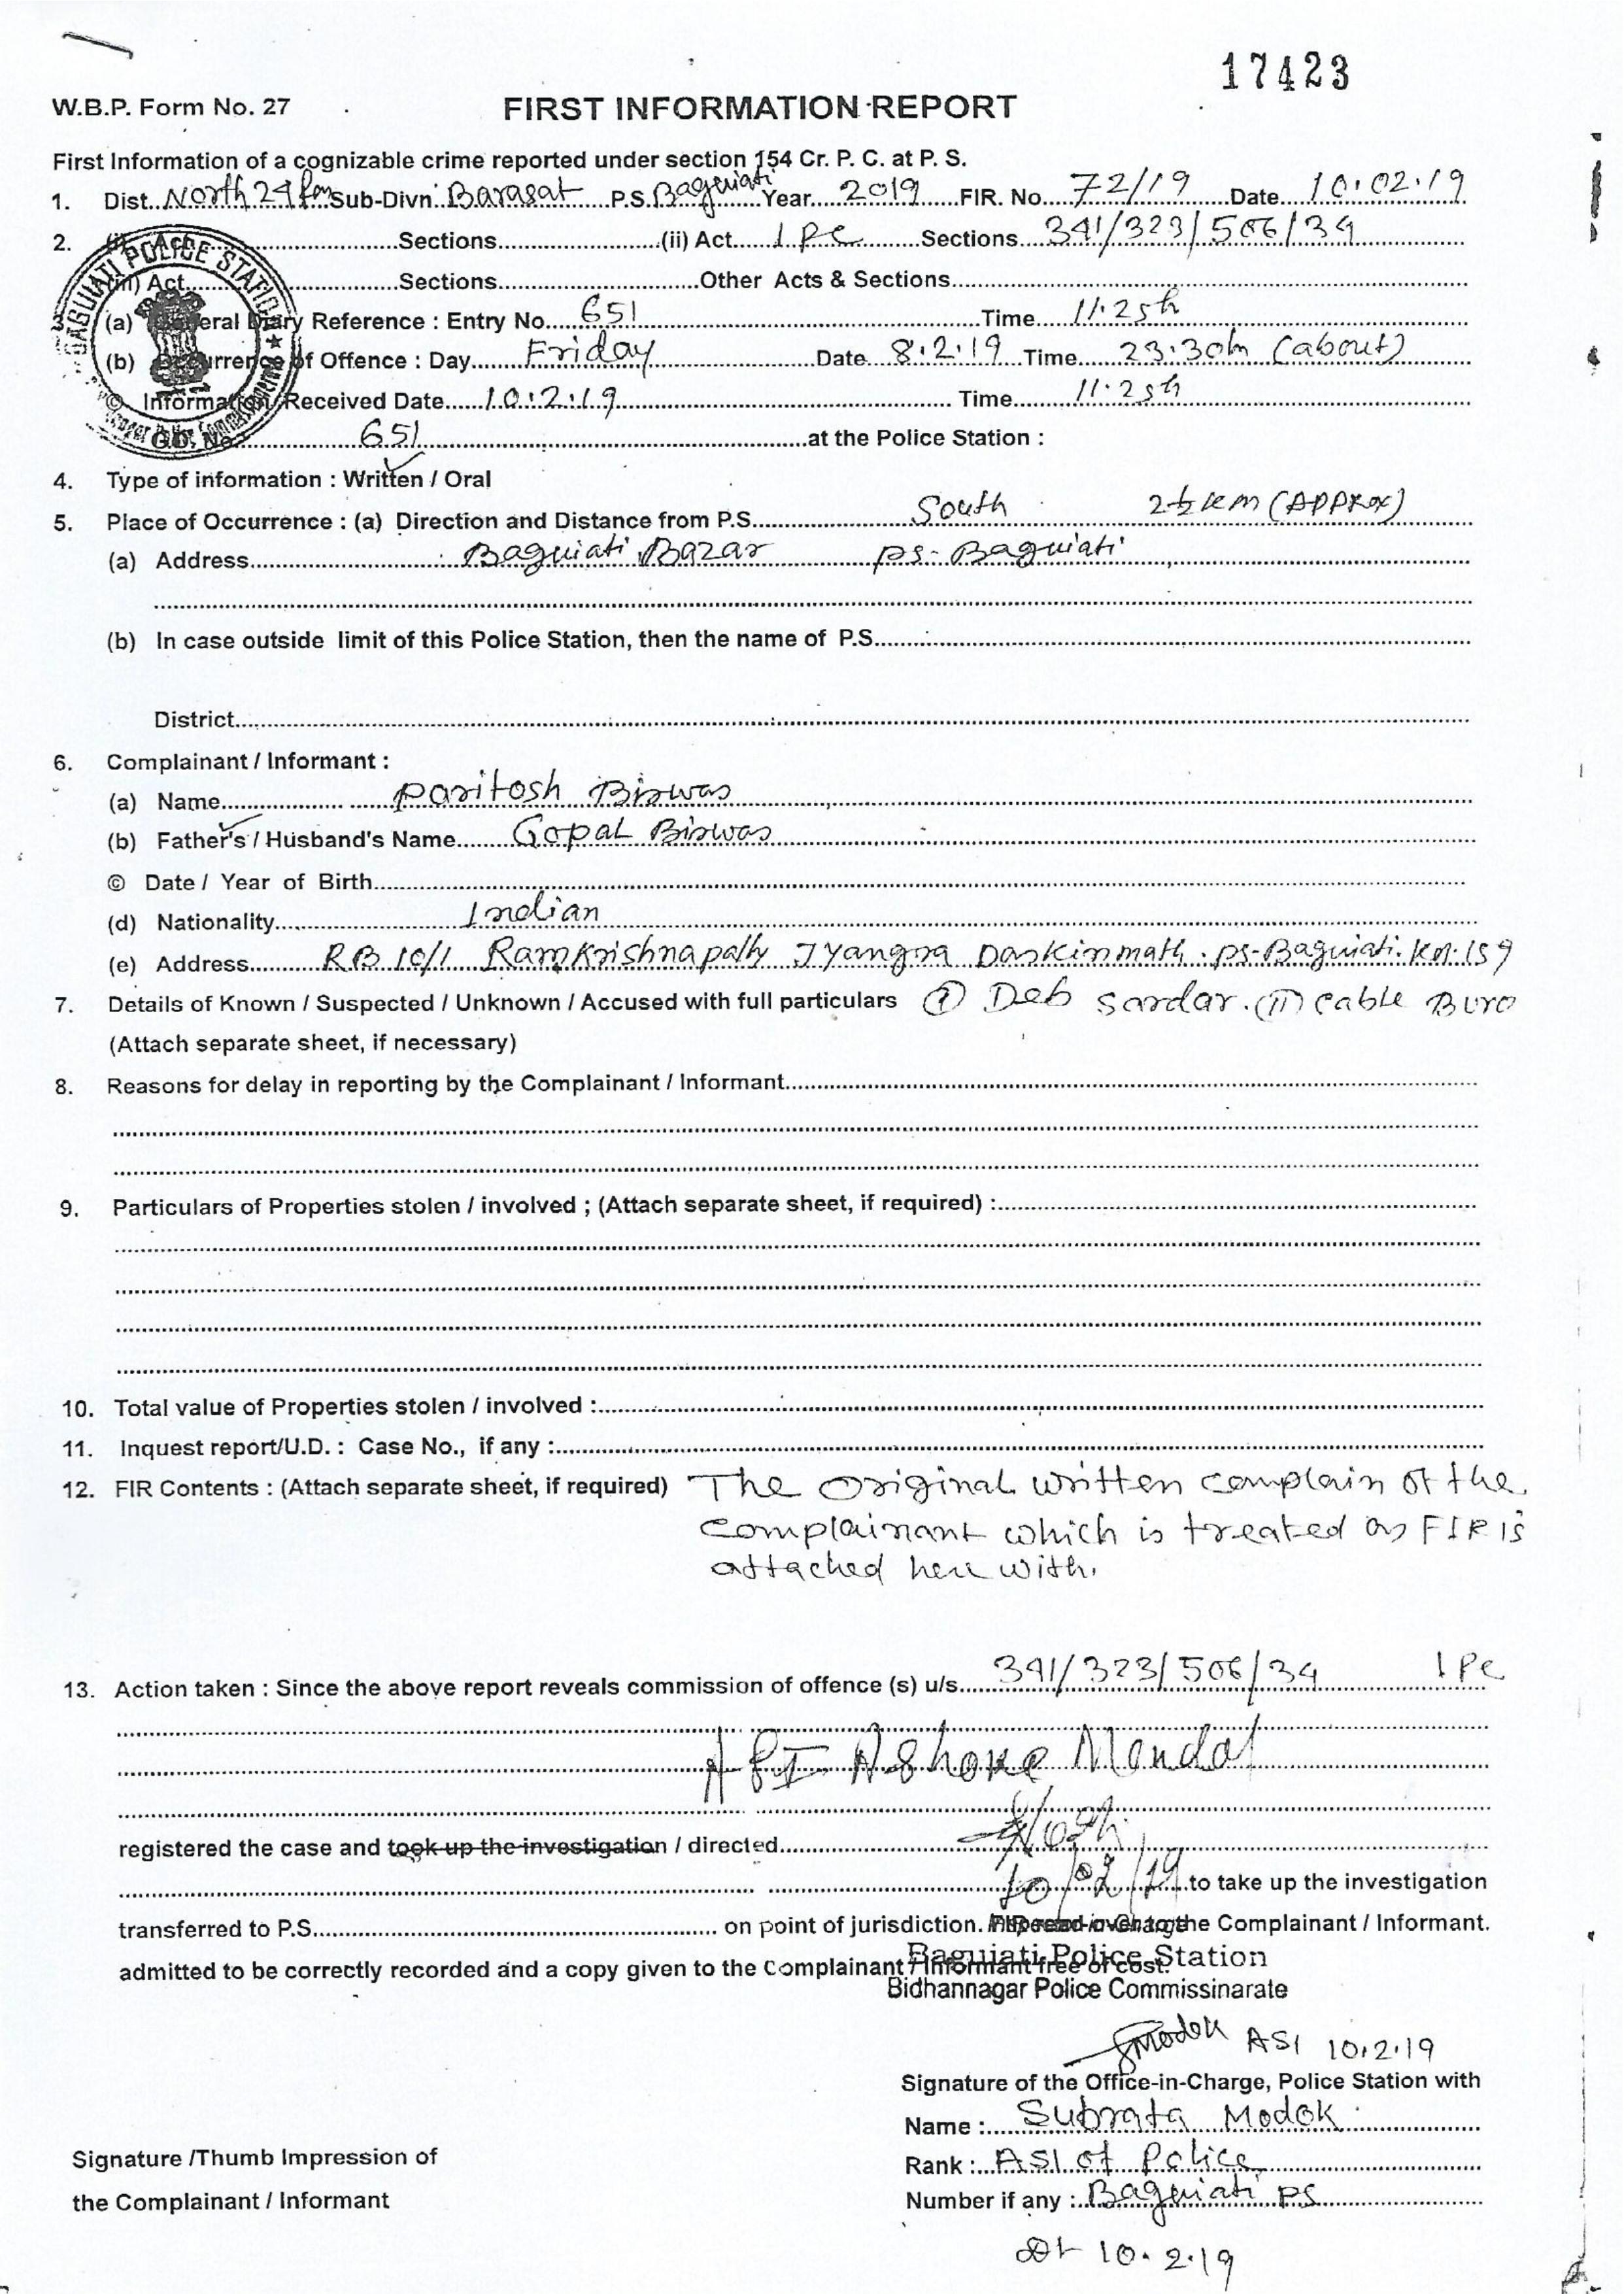 17423
W.B.P. Form No. 27
FIRST INFORMATION REPORT
First Information of a cognizable crime reported under section 154 Cr. P. C. at P. S.
1. Dist. North 24 Sub-Divn Barasat P.S. Baguiati Year 2019 FIR. No. 72/19 Date 10.02.19
2. (i) Act Sections (ii) Act IPC Sections 341/323/506/34
(iii) Act Sections Other Acts & Sections
BAGUIATI POLICE STATION
3. (a) General Diary Reference : Entry No. 651 Time 11.25h
(b) Occurrence of Offence : Day Friday Date 8.2.19 Time 23:30h (about)
© Information Received Date 10.2.19 Time 11.25h
G.D. No. 651 at the Police Station :
4. Type of information : Written / Oral
5. Place of Occurrence : (a) Direction and Distance from P.S. South 2½ KM (APPROX)
(a) Address Baguiati Bazar PS- Baguiati
(b) In case outside limit of this Police Station, then the name of P.S.
District
6. Complainant / Informant :
(a) Name Paritosh Biswas
(b) Father's / Husband's Name Gopal Biswas
© Date / Year of Birth
(d) Nationality Indian
(e) Address RB 10/1 Ramkrishnapally Jyangra Daskinmath. PS-Baguiati. Kol. 159
7. Details of Known / Suspected / Unknown / Accused with full particulars (I) Deb Sardar. (II) Cable Buro
(Attach separate sheet, if necessary)
8. Reasons for delay in reporting by the Complainant / Informant
9. Particulars of Properties stolen / involved ; (Attach separate sheet, if required) :
10. Total value of Properties stolen / involved :
11. Inquest report/U.D. : Case No., if any :
12. FIR Contents : (Attach separate sheet, if required) The original written complain of the
complainant which is treated as FIR is
attached here with.
13. Action taken : Since the above report reveals commission of offence (s) u/s. 341/323/506/34 IPC
ASI Ashoke Mondal
registered the case and took up the investigation / directed
10/02/19 to take up the investigation
transferred to P.S. on point of jurisdiction. FIR read over to the Complainant / Informant.
admitted to be correctly recorded and a copy given to the Complainant / Informant free of cost.
Baguiati Police Station
Bidhannagar Police Commissinarate
SModok ASI 10.2.19
Signature of the Office-in-Charge, Police Station with
Name : Subrata Modok
Signature /Thumb Impression of
the Complainant / Informant
Rank : ASI of Police
Number if any : Baguiati PS
Dt 10.2.19